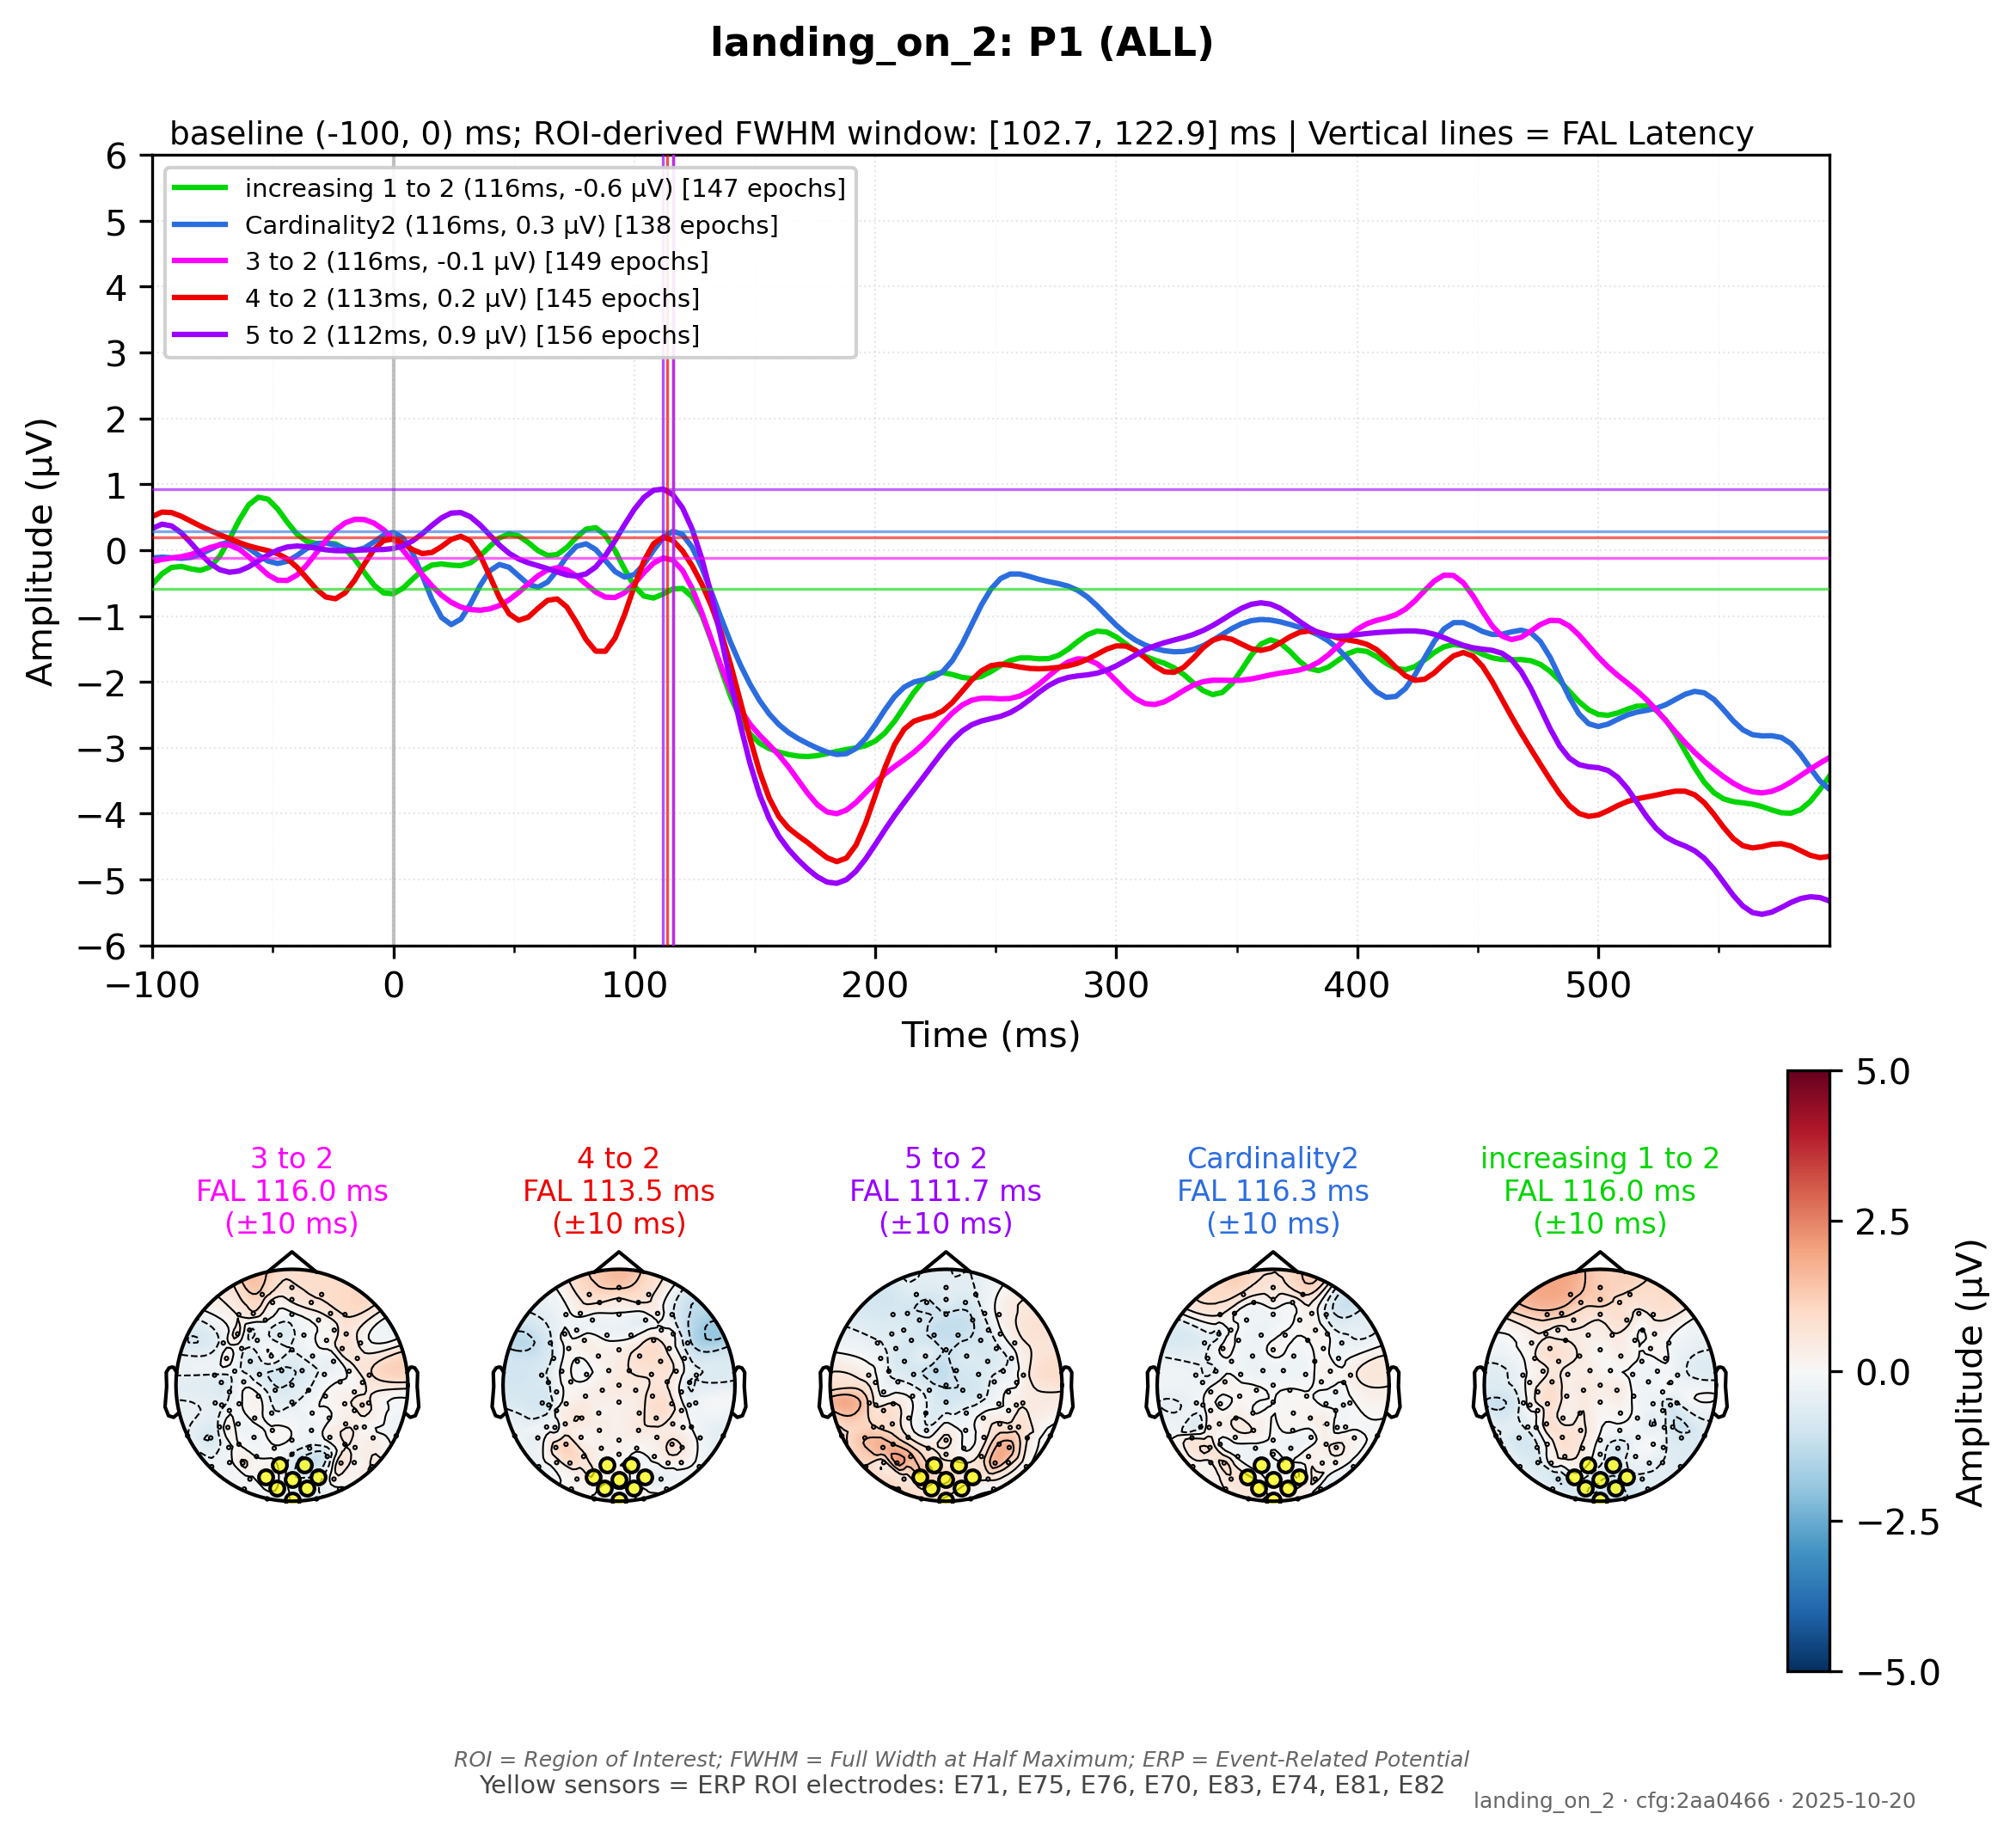 landing_on_2: P1 (ALL)
baseline (-100, 0) ms; ROI-derived FWHM window: [102.7, 122.9] ms | Vertical lines = FAL Latency
increasing 1 to 2 (116ms, -0.6 µV) [147 epochs]
Cardinality2 (116ms, 0.3 µV) [138 epochs]
3 to 2 (116ms, -0.1 µV) [149 epochs]
4 to 2 (113ms, 0.2 µV) [145 epochs]
5 to 2 (112ms, 0.9 µV) [156 epochs]
Amplitude (µV)
6
5
4
3
2
1
0
−1
−2
−3
−4
−5
−6
−100 0 100 200 300 400 500
Time (ms)
3 to 2
FAL 116.0 ms
(±10 ms)
4 to 2
FAL 113.5 ms
(±10 ms)
5 to 2
FAL 111.7 ms
(±10 ms)
Cardinality2
FAL 116.3 ms
(±10 ms)
increasing 1 to 2
FAL 116.0 ms
(±10 ms)
5.0
2.5
0.0
−2.5
−5.0
Amplitude (µV)
ROI = Region of Interest; FWHM = Full Width at Half Maximum; ERP = Event-Related Potential
Yellow sensors = ERP ROI electrodes: E71, E75, E76, E70, E83, E74, E81, E82
landing_on_2 · cfg:2aa0466 · 2025-10-20